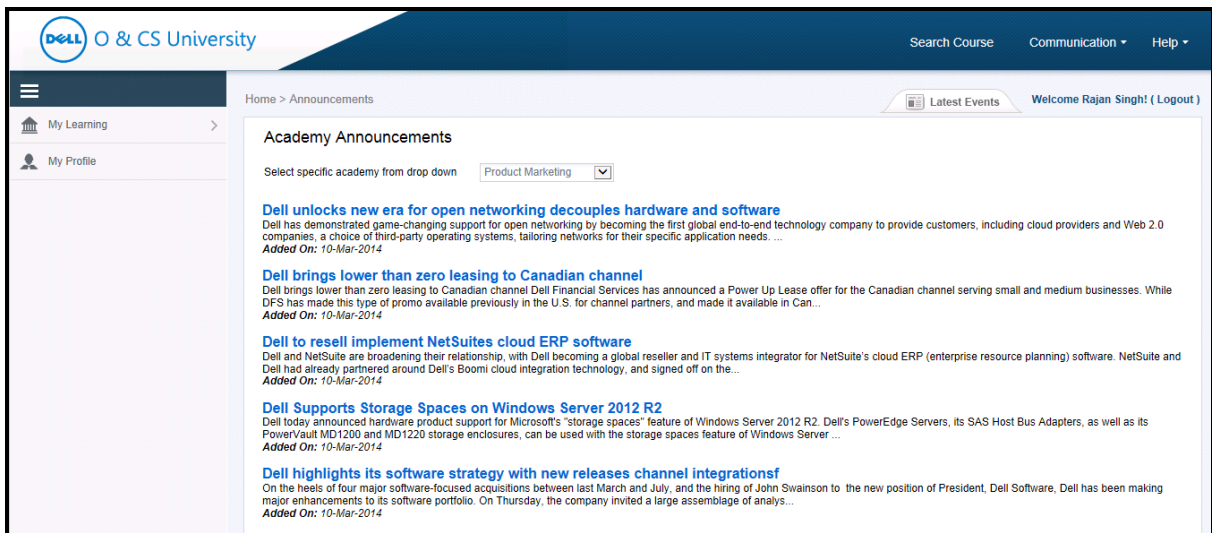 DELL O & CS University
Search Course Communication Help
Home > Announcements
Latest Events
Welcome Rajan Singh! ( Logout )
My Learning
My Profile
Academy Announcements
Select specific academy from drop down Product Marketing
Dell unlocks new era for open networking decouples hardware and software
Dell has demonstrated game-changing support for open networking by becoming the first global end-to-end technology company to provide customers, including cloud providers and Web 2.0
companies, a choice of third-party operating systems, tailoring networks for their specific application needs. ...
Added On: 10-Mar-2014
Dell brings lower than zero leasing to Canadian channel
Dell brings lower than zero leasing to Canadian channel Dell Financial Services has announced a Power Up Lease offer for the Canadian channel serving small and medium businesses. While
DFS has made this type of promo available previously in the U.S. for channel partners, and made it available in Can...
Added On: 10-Mar-2014
Dell to resell implement NetSuites cloud ERP software
Dell and NetSuite are broadening their relationship, with Dell becoming a global reseller and IT systems integrator for NetSuite's cloud ERP (enterprise resource planning) software. NetSuite and
Dell had already partnered around Dell's Boomi cloud integration technology, and signed off on the...
Added On: 10-Mar-2014
Dell Supports Storage Spaces on Windows Server 2012 R2
Dell today announced hardware product support for Microsoft's "storage spaces" feature of Windows Server 2012 R2. Dell's PowerEdge Servers, its SAS Host Bus Adapters, as well as its
PowerVault MD1200 and MD1220 storage enclosures, can be used with the storage spaces feature of Windows Server ...
Added On: 10-Mar-2014
Dell highlights its software strategy with new releases channel integrationsf
On the heels of four major software-focused acquisitions between last March and July, and the hiring of John Swainson to the new position of President, Dell Software, Dell has been making
major enhancements to its software portfolio. On Thursday, the company invited a large assemblage of analys...
Added On: 10-Mar-2014